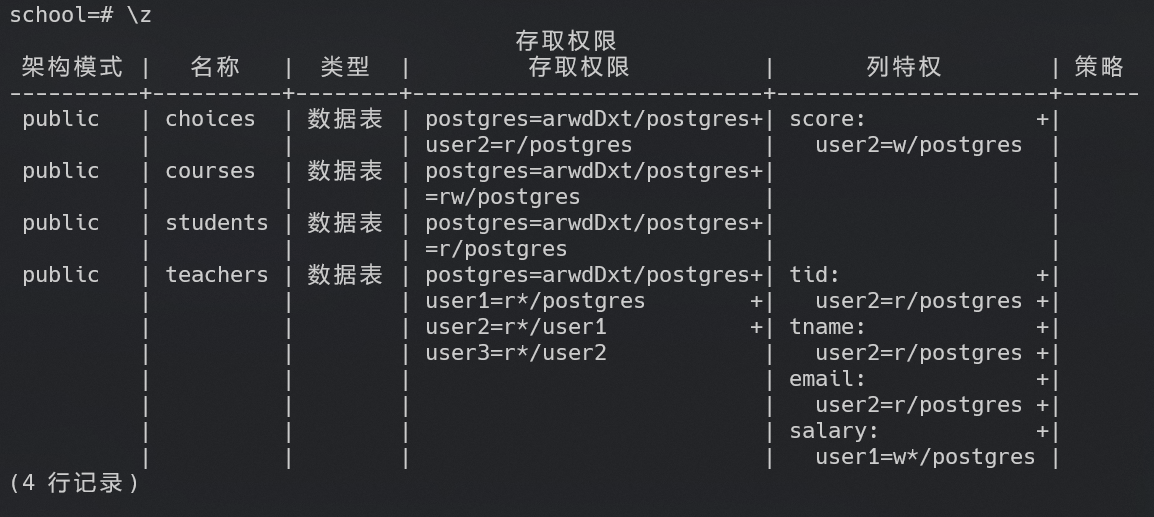 school=# \z
                                       存取权限
 架构模式 |   名称   |  类型  |         存取权限          |       列特权        | 策略
----------+----------+--------+---------------------------+---------------------+------
 public   | choices  | 数据表 | postgres=arwdDxt/postgres+| score:             +|
          |          |        | user2=r/postgres          |   user2=w/postgres  |
 public   | courses  | 数据表 | postgres=arwdDxt/postgres+|                     |
          |          |        | =rw/postgres              |                     |
 public   | students | 数据表 | postgres=arwdDxt/postgres+|                     |
          |          |        | =r/postgres               |                     |
 public   | teachers | 数据表 | postgres=arwdDxt/postgres+| tid:               +|
          |          |        | user1=r*/postgres        +|   user2=r/postgres +|
          |          |        | user2=r*/user1           +| tname:             +|
          |          |        | user3=r*/user2            |   user2=r/postgres +|
          |          |        |                           | email:             +|
          |          |        |                           |   user2=r/postgres +|
          |          |        |                           | salary:            +|
          |          |        |                           |   user1=w*/postgres |
(4 行记录)